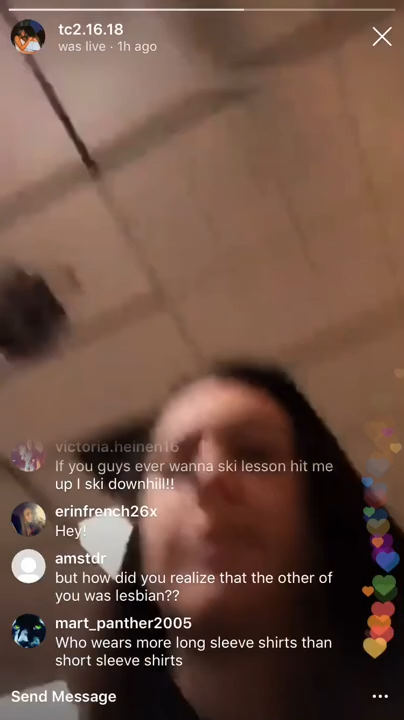 tc2.16.18
was live · 1h ago
victoria.heinen16
If you guys ever wanna ski lesson hit me
up I ski downhill!!
erinfrench26x
Hey!
amstdr
but how did you realize that the other of
you was lesbian??
mart_panther2005
Who wears more long sleeve shirts than
short sleeve shirts
Send Message